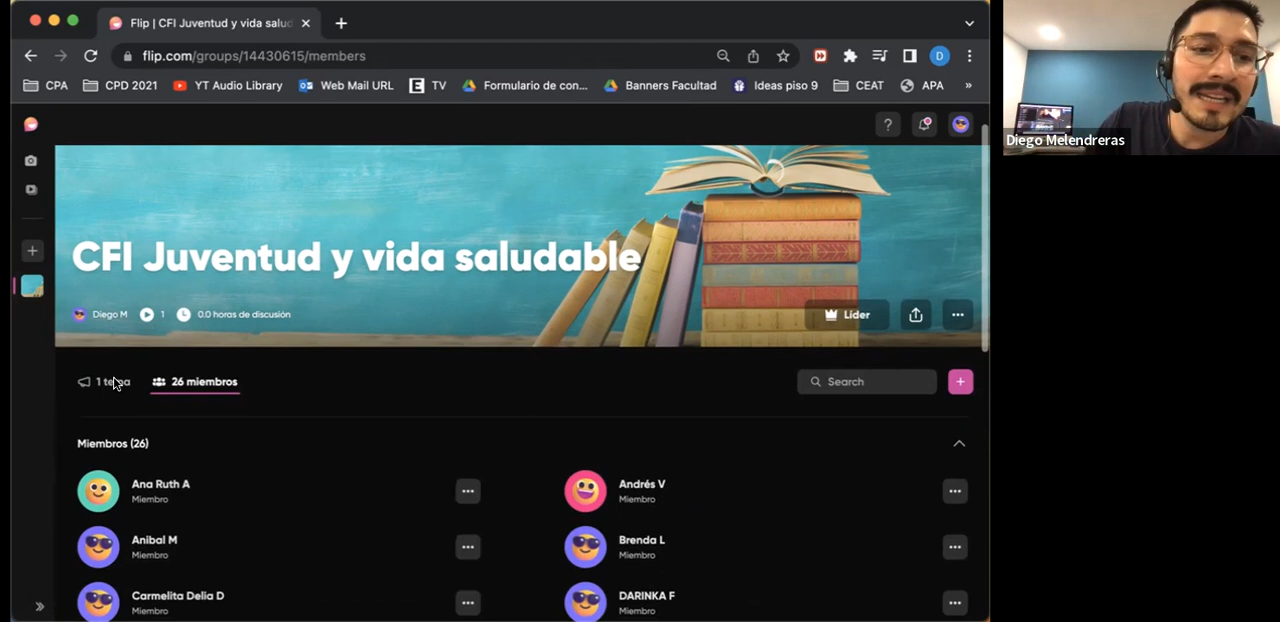 Flip | CFI Juventud y vida salud
flip.com/groups/14430615/members
D
CPA
CPD 2021
YT Audio Library
Web Mail URL
E TV
Formulario de con...
Banners Facultad
Ideas piso 9
CEAT
APA
»
?
CFI Juventud y vida saludable
Diego M
1
0.0 horas de discusión
Líder
1 tema
26 miembros
Search
Miembros (26)
Ana Ruth A
Miembro
Andrés V
Miembro
Anibal M
Miembro
Brenda L
Miembro
Carmelita Delia D
Miembro
DARINKA F
Miembro
Diego Melendreras